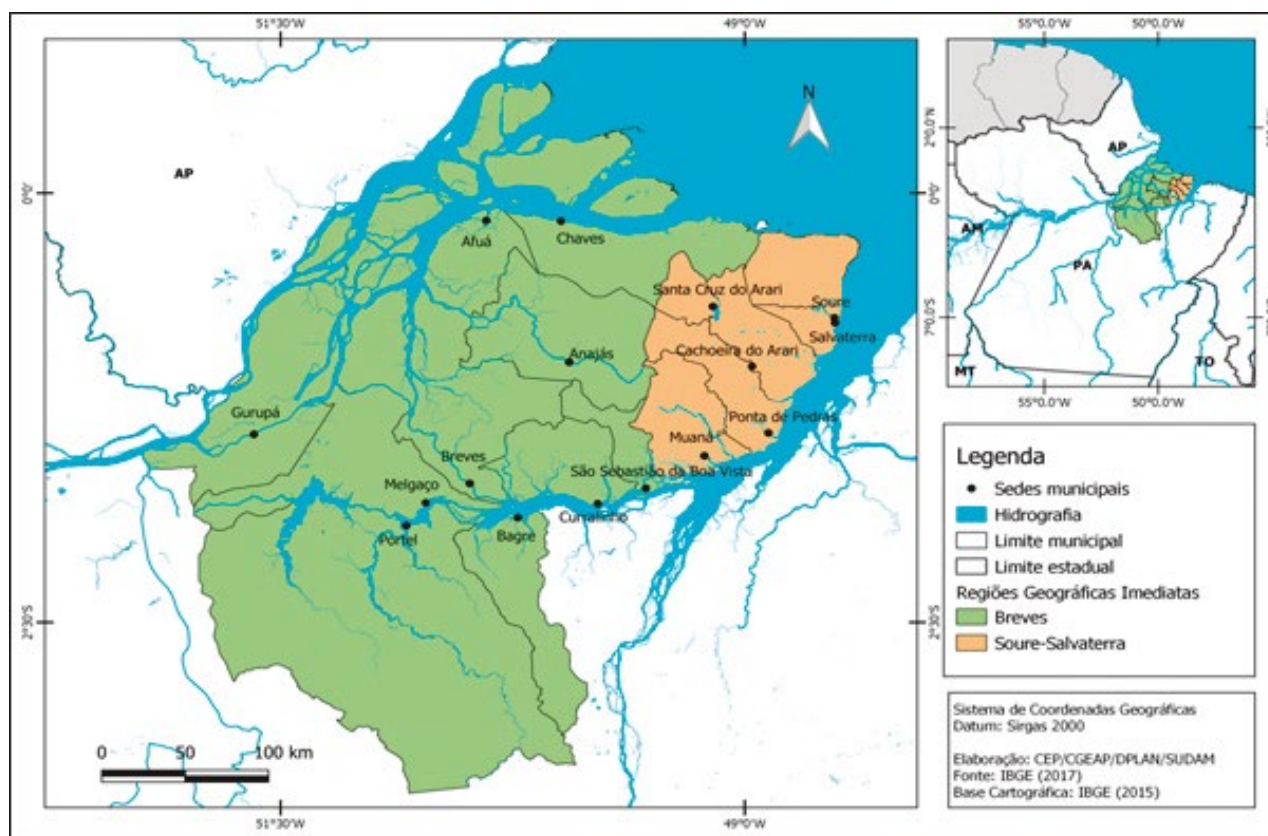 51°30'W
49°0'W
N
AP
0°0'
0°0'
Afuá
Chaves
Santa Cruz do Arari
Soure
Salvaterra
Anajás
Cachoeira do Arari
Gurupá
Ponta de Pedras
Muaná
Breves
São Sebastião da Boa Vista
Melgaço
Curralinho
Portel
Bagre
2°30'S
2°30'S
0 50 100 km
51°30'W
49°0'W
55°0.0'W 50°0.0'W
AP
AM
PA
MT
TO
55°0.0'W 50°0.0'W
Legenda
Sedes municipais
Hidrografia
Limite municipal
Limite estadual
Regiões Geográficas Imediatas
Breves
Soure-Salvaterra
Sistema de Coordenadas Geográficas
Datum: Sirgas 2000
Elaboração: CEP/CGEAP/DPLAN/SUDAM
Fonte: IBGE (2017)
Base Cartográfica: IBGE (2015)